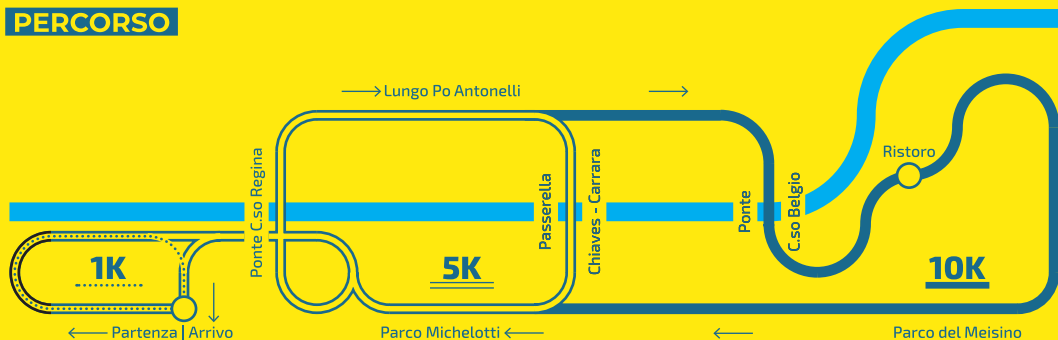 PERCORSO
Lungo Po Antonelli
Ristoro
Ponte C.so Regina
Passerella
Chiaves - Carrara
Ponte
C.so Belgio
1K
5K
10K
Partenza | Arrivo
Parco Michelotti
Parco del Meisino